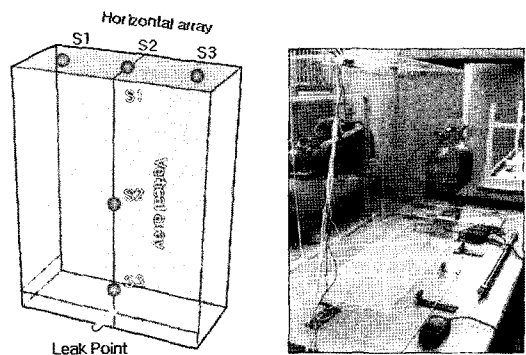 Horizontal array
S1 S2 S3
S1
S2
Vertical array
S3
Leak Point